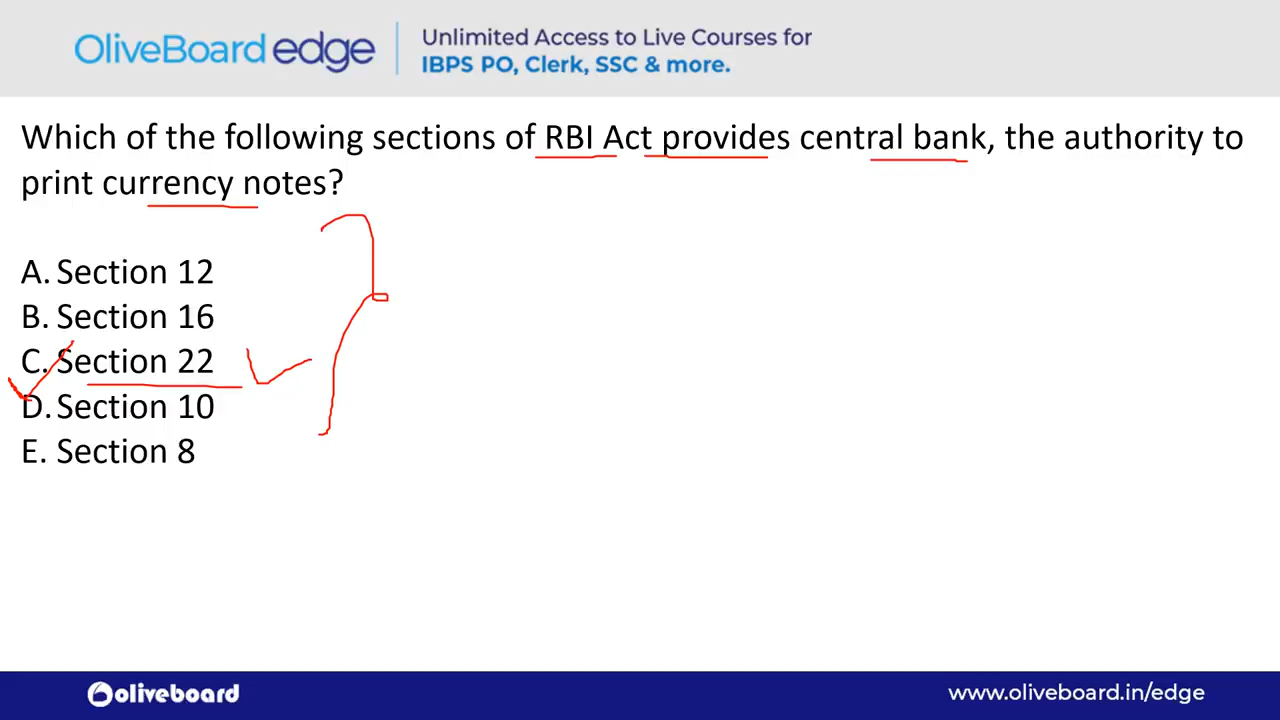 OliveBoard edge
Unlimited Access to Live Courses for
IBPS PO, Clerk, SSC & more.
Which of the following sections of RBI Act provides central bank, the authority to
print currency notes?
A. Section 12
B. Section 16
C. Section 22
D. Section 10
E. Section 8
oliveboard
www.oliveboard.in/edge